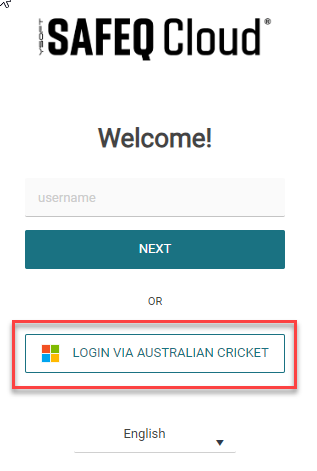 YSOFT SAFEQ Cloud®
Welcome!
username
NEXT
OR
LOGIN VIA AUSTRALIAN CRICKET
English